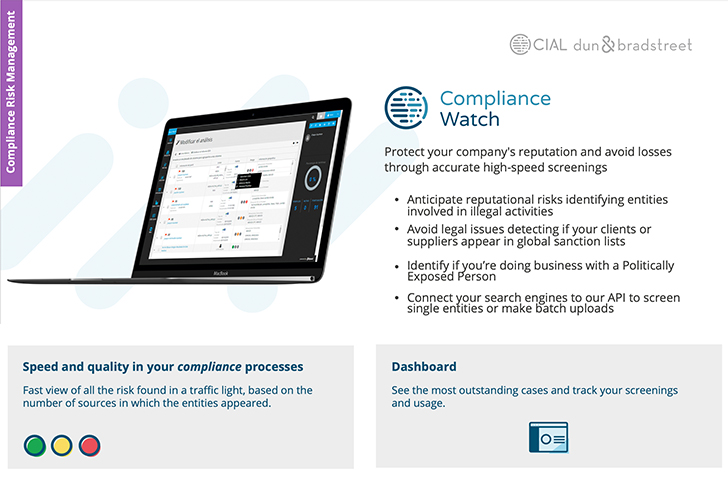 Compliance Risk Management
CIAL dun & bradstreet
Compliance
Watch
Protect your company's reputation and avoid losses
through accurate high-speed screenings
• Anticipate reputational risks identifying entities
involved in illegal activities
• Avoid legal issues detecting if your clients or
suppliers appear in global sanction lists
• Identify if you're doing business with a Politically
Exposed Person
• Connect your search engines to our API to screen
single entities or make batch uploads
Modificar el análisis
MacBook
Speed and quality in your compliance processes
Fast view of all the risk found in a traffic light, based on the
number of sources in which the entities appeared.
Dashboard
See the most outstanding cases and track your screenings
and usage.